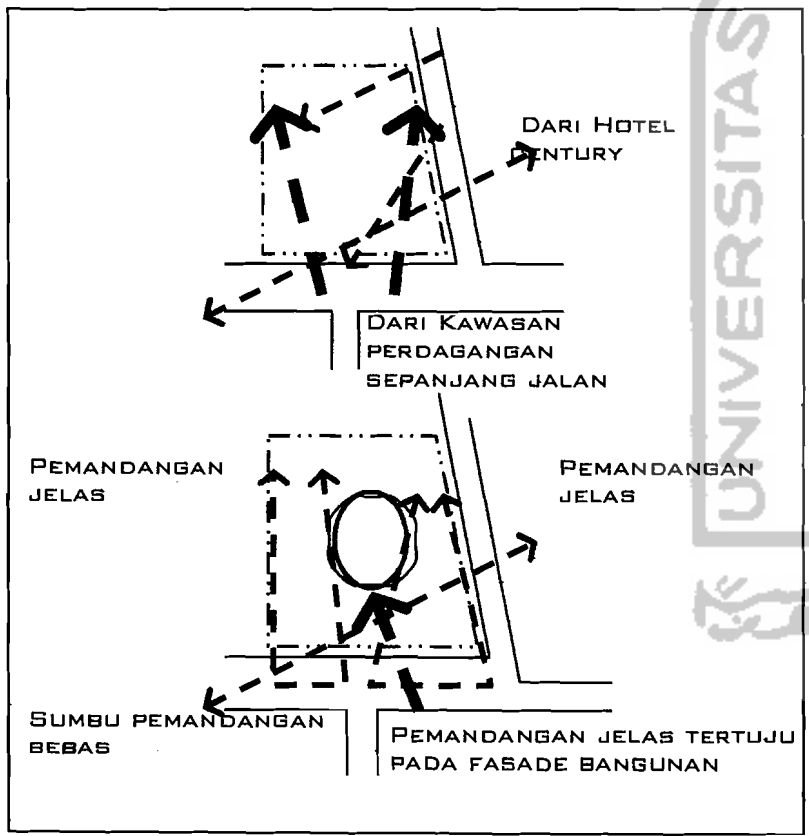 DARI HOTEL
CENTURY
DARI KAWASAN
PERDAGANGAN
SEPANJANG JALAN
PEMANDANGAN
JELAS
PEMANDANGAN
JELAS
SUMBU PEMANDANGAN
BEBAS
PEMANDANGAN JELAS TERTUJU
PADA FASADE BANGUNAN
UNIVERSITAS